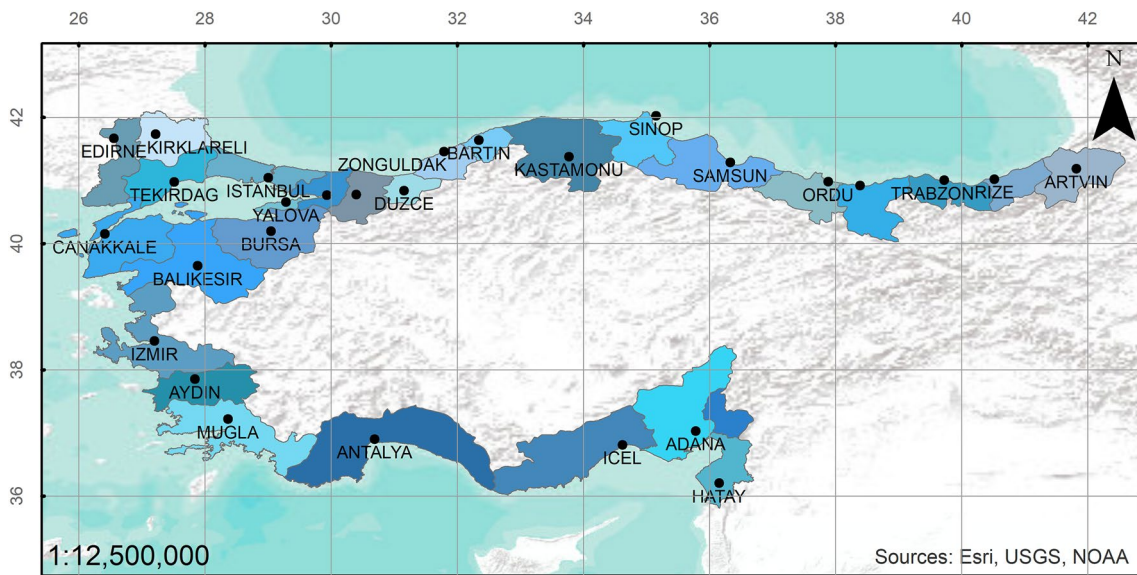 26 28 30 32 34 36 38 40 42
N
42
SINOP
EDIRNE
KIRKLARELI
ZONGULDAK
BARTIN
KASTAMONU
SAMSUN
TEKIRDAG
ISTANBUL
DUZCE
ORDU
TRABZON
RIZE
ARTVIN
YALOVA
CANAKKALE
BURSA
40
BALIKESIR
IZMIR
38
AYDIN
MUGLA
ANTALYA
ICEL
ADANA
HATAY
36
1:12,500,000
Sources: Esri, USGS, NOAA